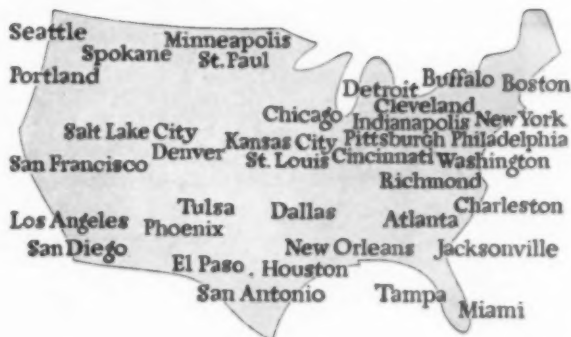 Seattle
Spokane
Minneapolis
St. Paul
Portland
Detroit
Buffalo
Boston
Cleveland
Chicago
Indianapolis
New York
Salt Lake City
Denver
Kansas City
Pittsburgh
Philadelphia
San Francisco
St. Louis
Cincinnati
Washington
Richmond
Los Angeles
Tulsa
Dallas
Atlanta
Charleston
Phoenix
San Diego
New Orleans
Jacksonville
El Paso
Houston
San Antonio
Tampa
Miami